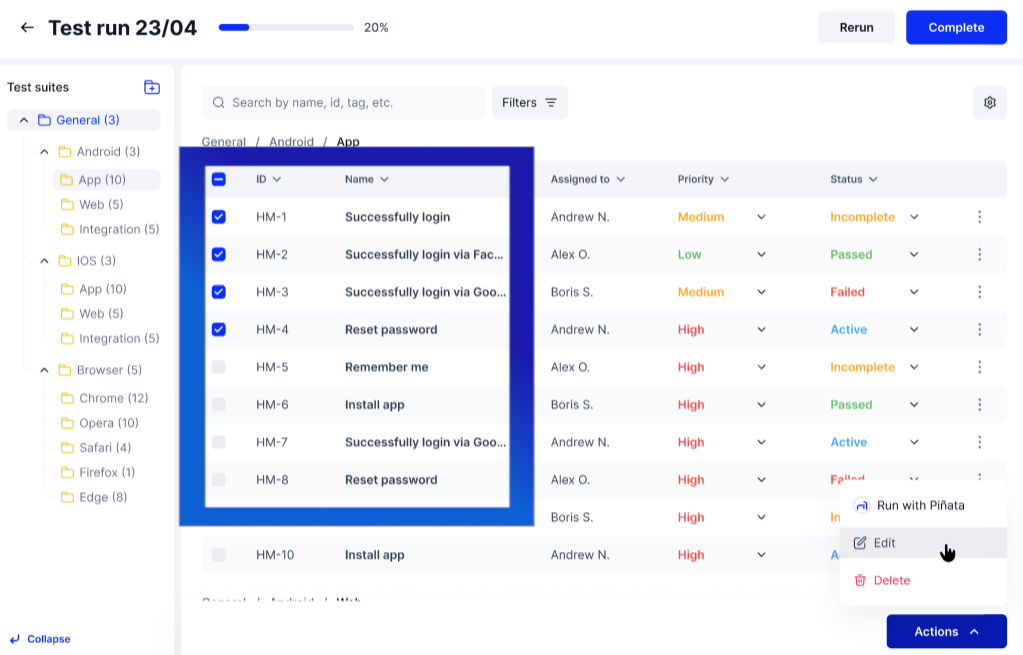 Test run 23/04
20%
Rerun
Complete
Test suites
General (3)
Android (3)
App (10)
Web (5)
Integration (5)
IOS (3)
App (10)
Web (5)
Integration (5)
Browser (5)
Chrome (12)
Opera (10)
Safari (4)
Firefox (1)
Edge (8)
Collapse
Search by name, id, tag, etc.
Filters
General / Android / App
ID Name Assigned to Priority Status
HM-1 Successfully login Andrew N. Medium Incomplete
HM-2 Successfully login via Fac... Alex O. Low Passed
HM-3 Successfully login via Goo... Boris S. Medium Failed
HM-4 Reset password Andrew N. High Active
HM-5 Remember me Alex O. High Incomplete
HM-6 Install app Boris S. High Passed
HM-7 Successfully login via Goo... Andrew N. High Active
HM-8 Reset password Alex O. High Failed
Boris S. High
HM-10 Install app Andrew N. High
General / Android / Web
Run with Piñata
Edit
Delete
Actions